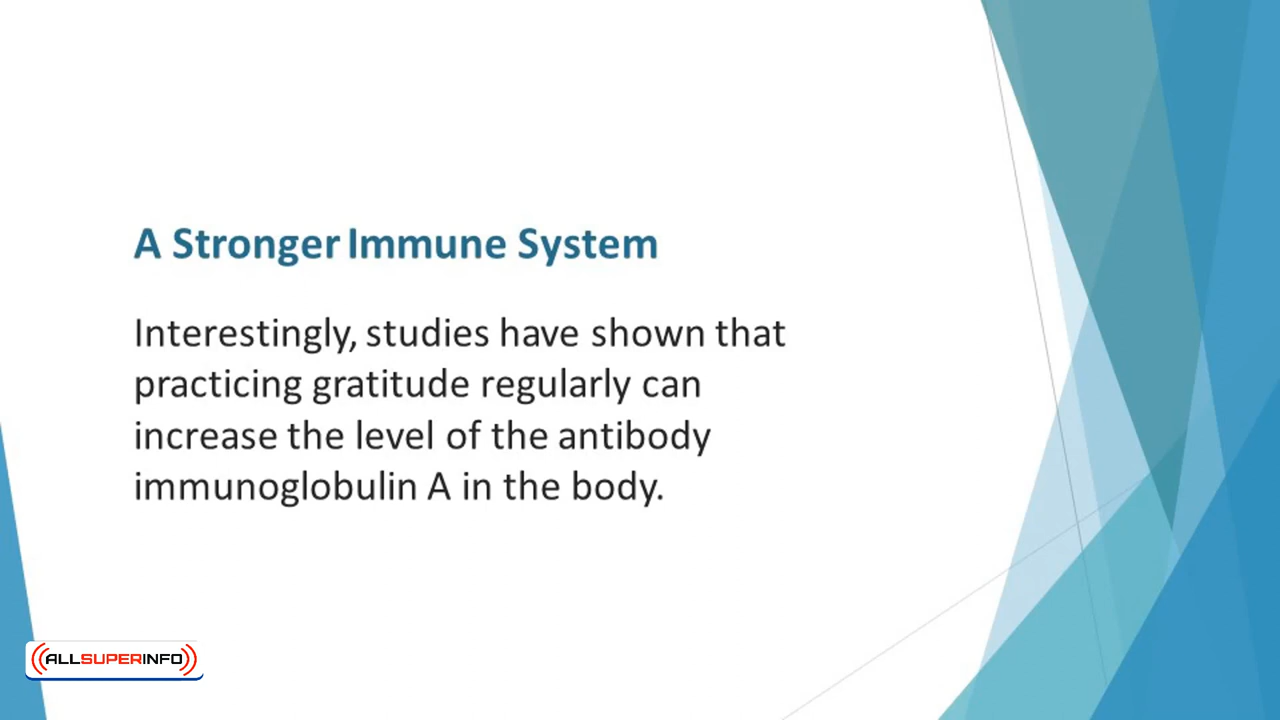 A Stronger Immune System
Interestingly, studies have shown that
practicing gratitude regularly can
increase the level of the antibody
immunoglobulin A in the body.
ALLSUPERINFO